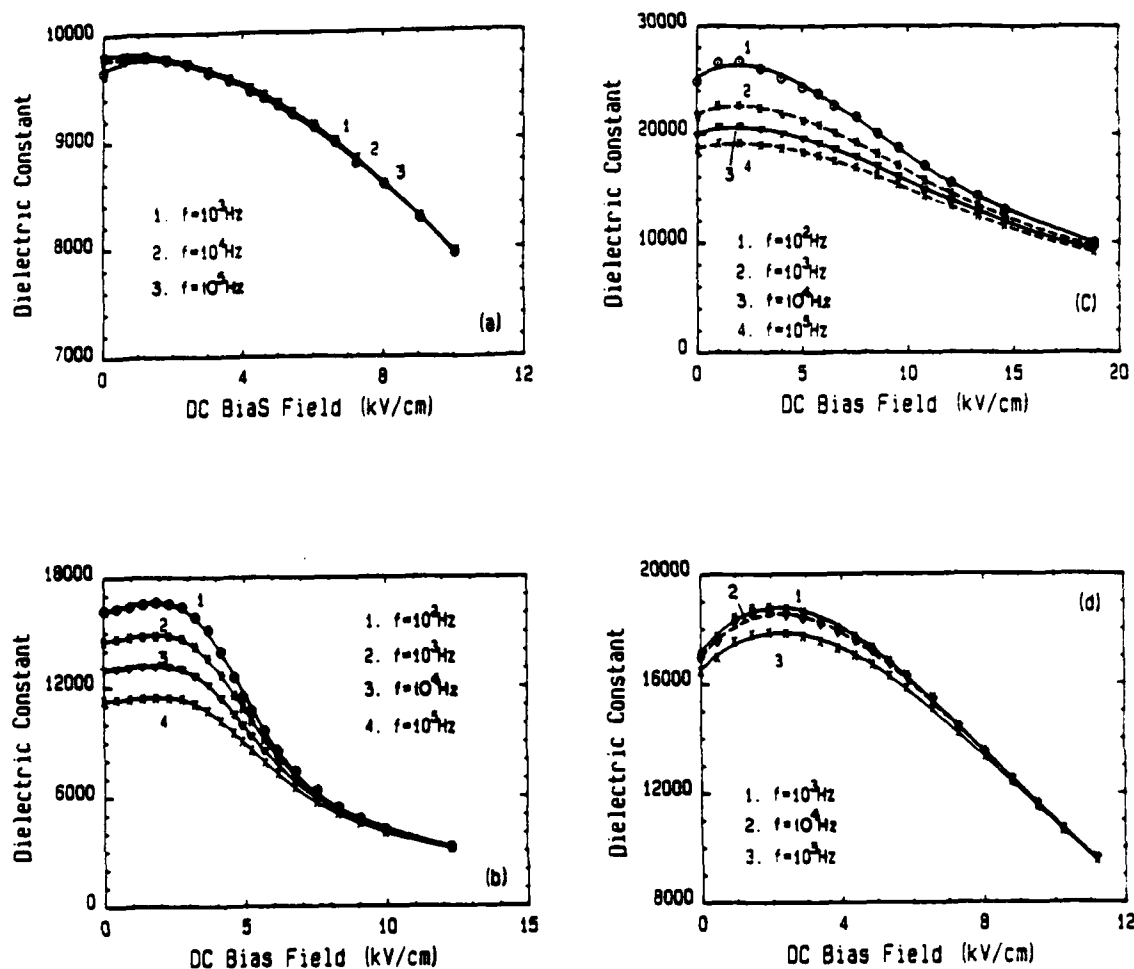 10000
9000
8000
7000
Dielectric Constant
1
2
3
1. f=10³Hz
2. f=10⁴Hz
3. f=10⁵Hz
(a)
0 4 8 12
DC BiaS Field (kV/cm)
30000
20000
10000
0
Dielectric Constant
1
2
3
4
1. f=10²Hz
2. f=10³Hz
3. f=10⁴Hz
4. f=10⁵Hz
(C)
0 5 10 15 20
DC Bias Field (kV/cm)
18000
12000
6000
0
Dielectric Constant
1
2
3
4
1. f=10²Hz
2. f=10³Hz
3. f=10⁴Hz
4. f=10⁵Hz
(b)
0 5 10 15
DC Bias Field (kV/cm)
20000
16000
12000
8000
Dielectric Constant
1
2
3
(d)
1. f=10³Hz
2. f=10⁴Hz
3. f=10⁵Hz
0 4 8 12
DC Bias Field (kV/cm)